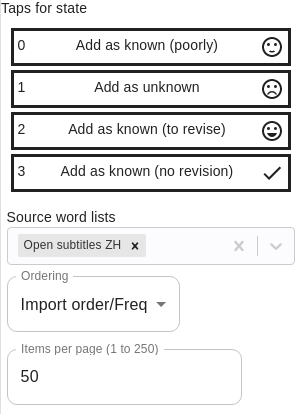 Taps for state
0 Add as known (poorly)
1 Add as unknown
2 Add as known (to revise)
3 Add as known (no revision)
Source word lists
Open subtitles ZH ×
Ordering
Import order/Freq
Items per page (1 to 250)
50